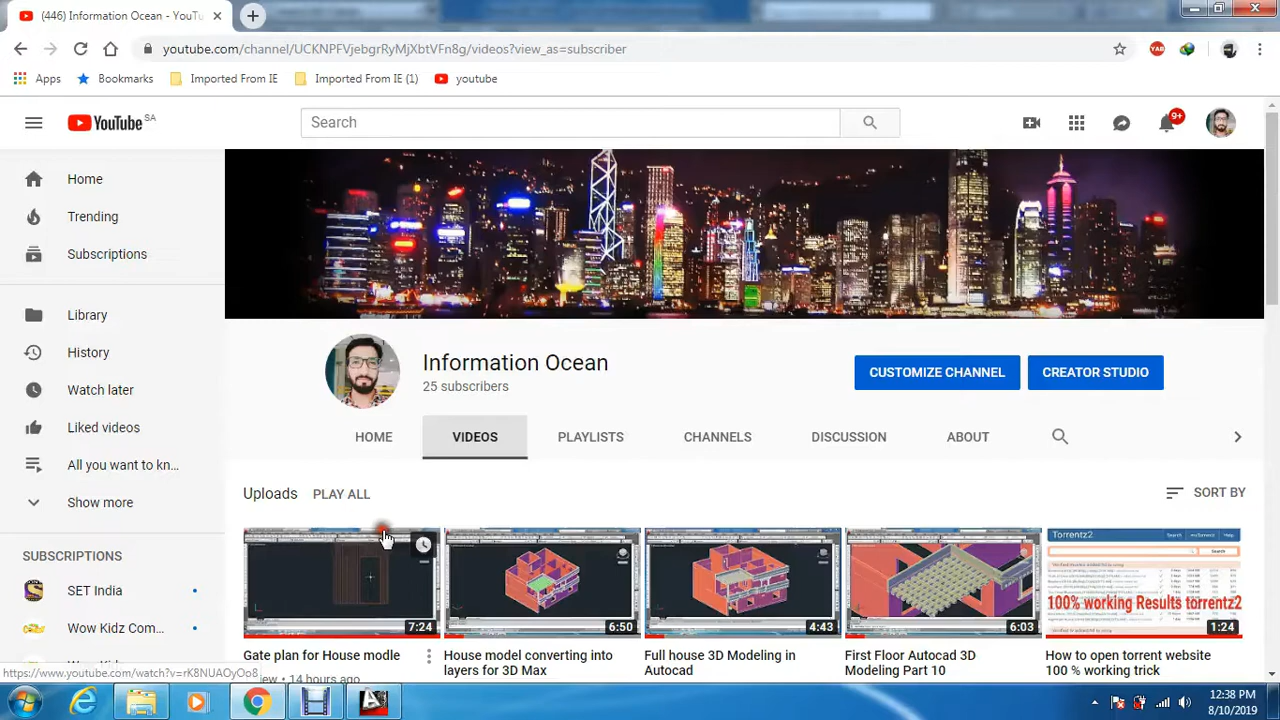 (446) Information Ocean - YouTu
youtube.com/channel/UCKNPFVjebgrRyMjXbtVFn8g/videos?view_as=subscriber
Apps
Bookmarks
Imported From IE
Imported From IE (1)
youtube
YouTube SA
Search
9+
Home
Trending
Subscriptions
Library
History
Watch later
Liked videos
All you want to kn...
Show more
SUBSCRIPTIONS
SET India
Wow Kidz Com
Information Ocean
25 subscribers
CUSTOMIZE CHANNEL
CREATOR STUDIO
HOME
VIDEOS
PLAYLISTS
CHANNELS
DISCUSSION
ABOUT
Uploads
PLAY ALL
SORT BY
7:24
6:50
4:43
6:03
Torrentz2
Search
100% working Results torrentz2
1:24
Gate plan for House modle
House model converting into layers for 3D Max
Full house 3D Modeling in Autocad
First Floor Autocad 3D Modeling Part 10
How to open torrent website 100 % working trick
https://www.youtube.com/watch?v=rK8NUAOyOo8
14 hours ago
12:38 PM
8/10/2019